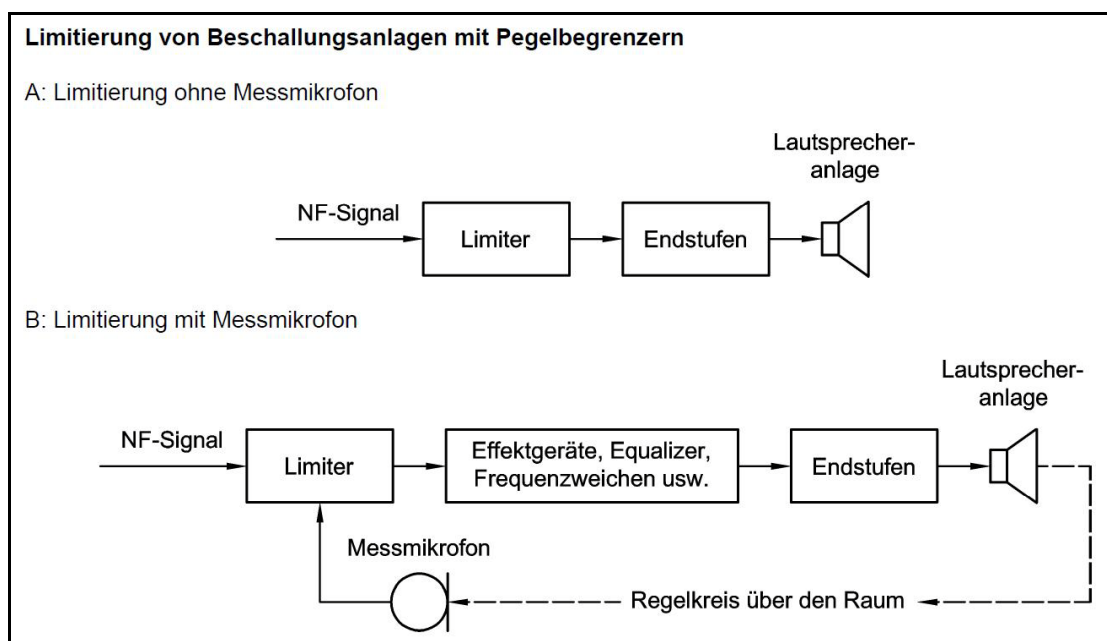 Limitierung von Beschallungsanlagen mit Pegelbegrenzern
A: Limitierung ohne Messmikrofon
Lautsprecher-
anlage
NF-Signal
Limiter
Endstufen
B: Limitierung mit Messmikrofon
Lautsprecher-
anlage
NF-Signal
Limiter
Effektgeräte, Equalizer,
Frequenzweichen usw.
Endstufen
Messmikrofon
Regelkreis über den Raum